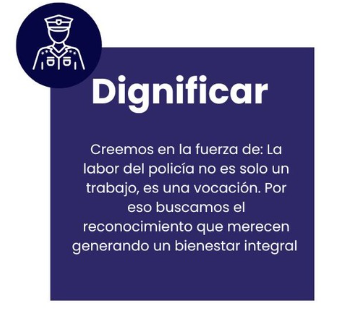 Dignificar
Creemos en la fuerza de: La
labor del policía no es solo un
trabajo, es una vocación. Por
eso buscamos el
reconocimiento que merecen
generando un bienestar integral